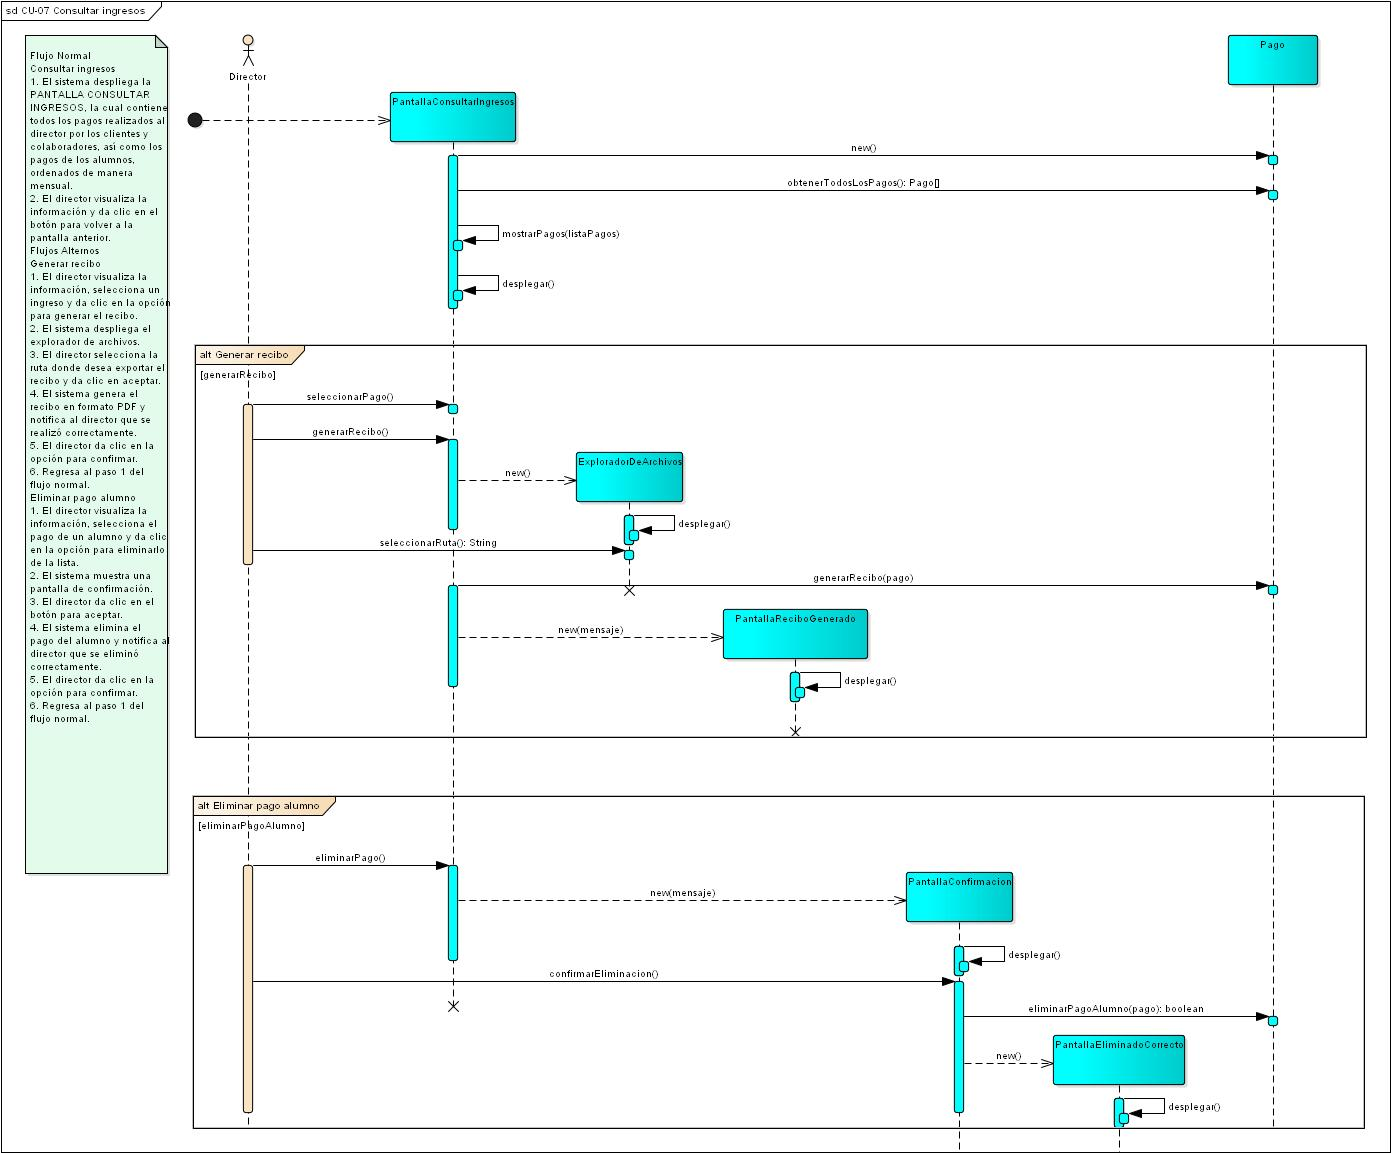 sd CU-07 Consultar ingresos
Flujo Normal
Consultar ingresos
1. El sistema despliega la
PANTALLA CONSULTAR
INGRESOS, la cual contiene
todos los pagos realizados al
director por los clientes y
colaboradores, así como los
pagos de los alumnos,
ordenados de manera
mensual.
2. El director visualiza la
información y da clic en el
botón para volver a la
pantalla anterior.
Flujos Alternos
Generar recibo
1. El director visualiza la
información, selecciona un
ingreso y da clic en la opción
para generar el recibo.
2. El sistema despliega el
explorador de archivos.
3. El director selecciona la
ruta donde desea exportar el
recibo y da clic en aceptar.
4. El sistema genera el
recibo en formato PDF y
notifica al director que se
realizó correctamente.
5. El director da clic en la
opción para confirmar.
6. Regresa al paso 1 del
flujo normal.
Eliminar pago alumno
1. El director visualiza la
información, selecciona el
pago de un alumno y da clic
en la opción para eliminarlo
de la lista.
2. El sistema muestra una
pantalla de confirmación.
3. El director da clic en el
botón para aceptar.
4. El sistema elimina el
pago del alumno y notifica al
director que se eliminó
correctamente.
5. El director da clic en la
opción para confirmar.
6. Regresa al paso 1 del
flujo normal.
Director
PantallaConsultarIngresos
Pago
new()
obtenerTodosLosPagos(): Pago[]
mostrarPagos(listaPagos)
desplegar()
alt Generar recibo
[generarRecibo]
seleccionarPago()
generarRecibo()
new()
ExploradorDeArchivos
desplegar()
seleccionarRuta(): String
generarRecibo(pago)
new(mensaje)
PantallaReciboGenerado
desplegar()
alt Eliminar pago alumno
[eliminarPagoAlumno]
eliminarPago()
new(mensaje)
PantallaConfirmacion
desplegar()
confirmarEliminacion()
eliminarPagoAlumno(pago): boolean
new()
PantallaEliminadoCorrecto
desplegar()